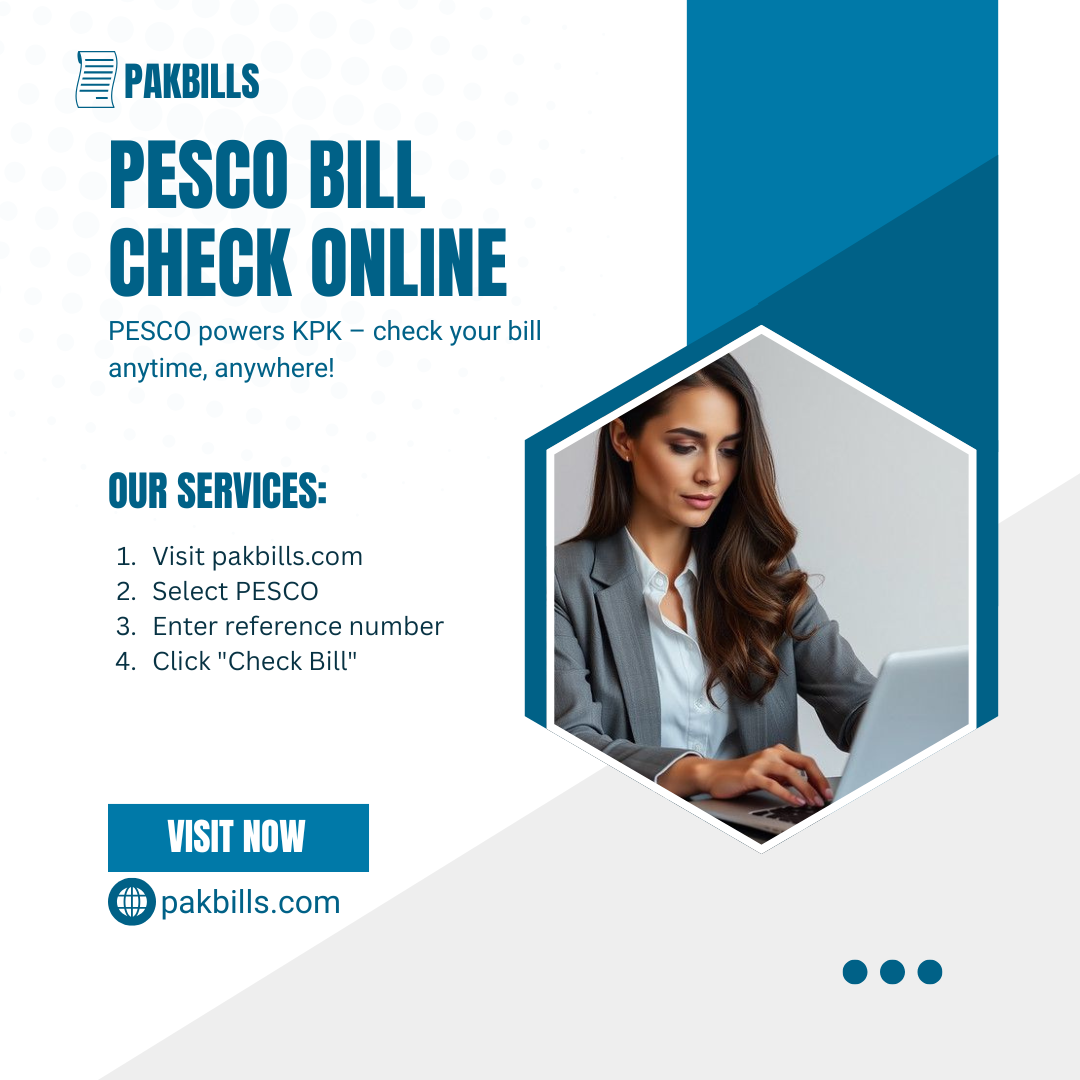 PAKBILLS
PESCO BILL
CHECK ONLINE
PESCO powers KPK – check your bill
anytime, anywhere!
OUR SERVICES:
1. Visit pakbills.com
2. Select PESCO
3. Enter reference number
4. Click "Check Bill"
VISIT NOW
pakbills.com